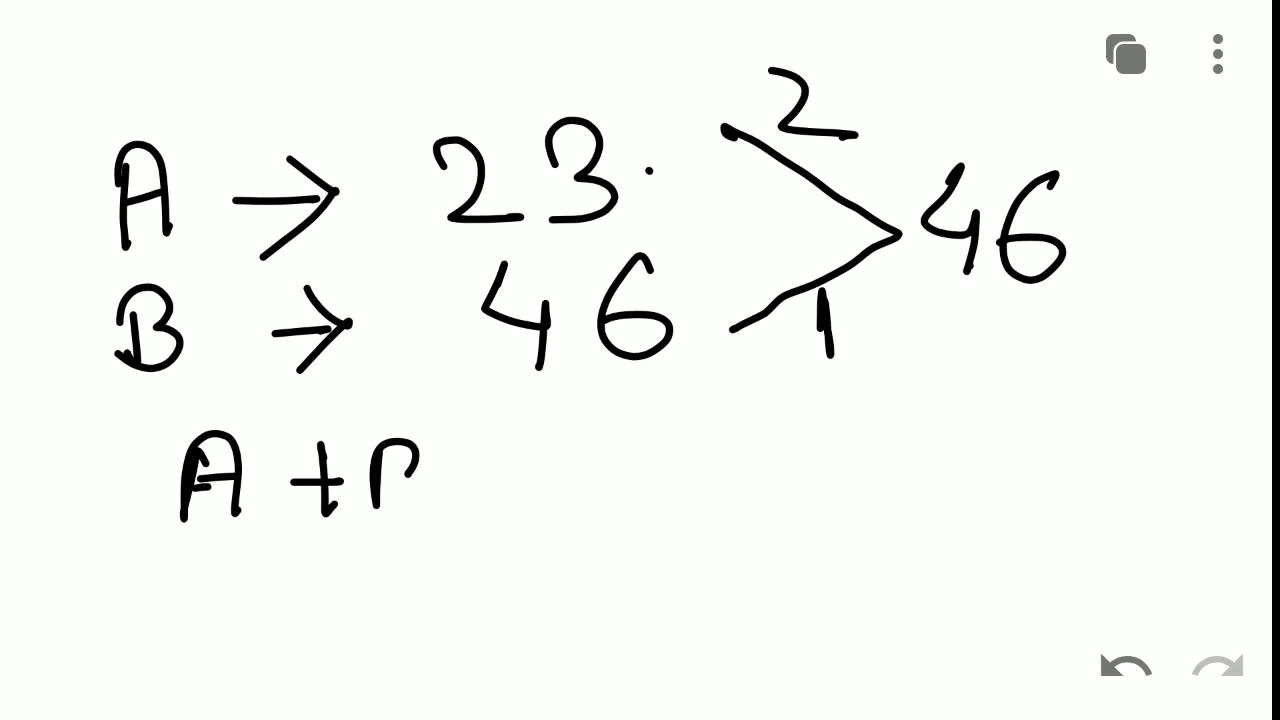 A → 23 . 2
46
B → 46 1
A +